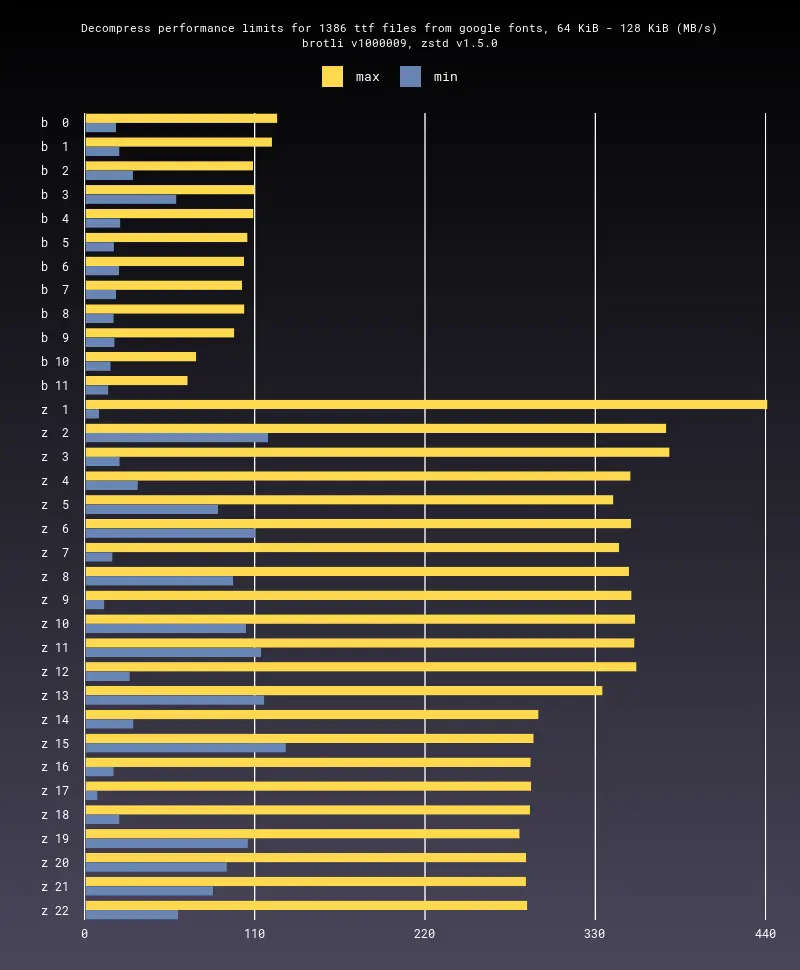 Decompress performance limits for 1386 ttf files from google fonts, 64 KiB - 128 KiB (MB/s)
brotli v1000009, zstd v1.5.0
max min
b 0
b 1
b 2
b 3
b 4
b 5
b 6
b 7
b 8
b 9
b 10
b 11
z 1
z 2
z 3
z 4
z 5
z 6
z 7
z 8
z 9
z 10
z 11
z 12
z 13
z 14
z 15
z 16
z 17
z 18
z 19
z 20
z 21
z 22
0 110 220 330 440